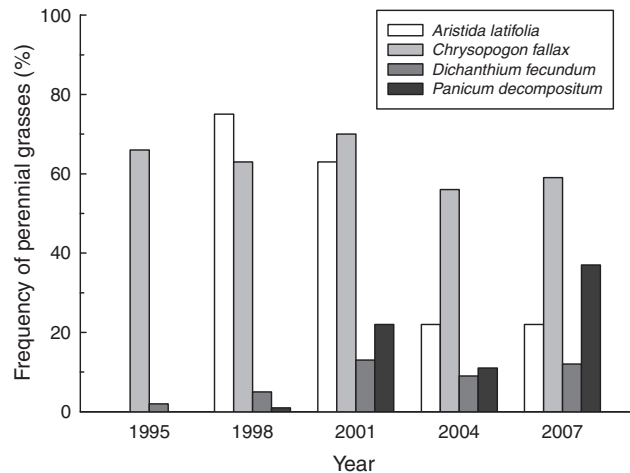 100
80
60
40
20
0
Frequency of perennial grasses (%)
Aristida latifolia
Chrysopogon fallax
Dichanthium fecundum
Panicum decompositum
1995 1998 2001 2004 2007
Year